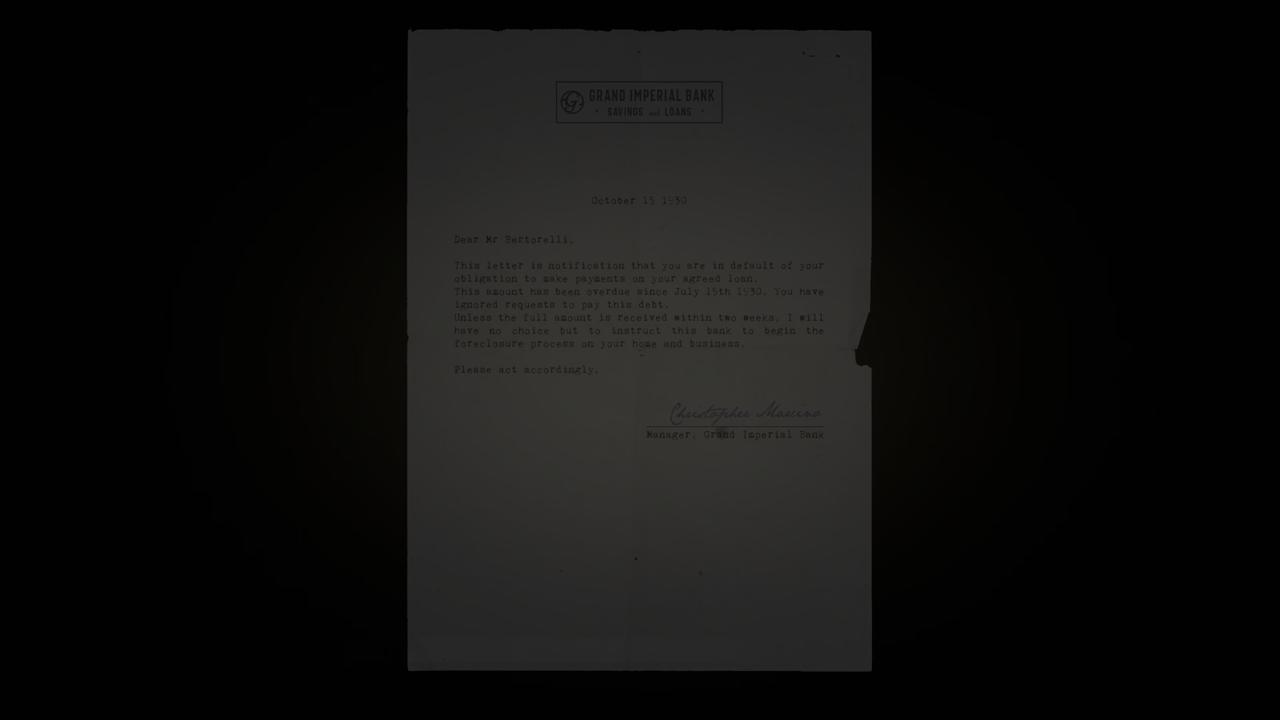 GRAND IMPERIAL BANK
SAVINGS and LOANS
October 15 1930
Dear Mr Bertorelli,
This letter is notification that you are in default of your
obligation to make payments on your agreed loan.
This amount has been overdue since July 15th 1930. You have
ignored requests to pay this debt.
Unless the full amount is received within two weeks, I will
have no choice but to instruct this bank to begin the
foreclosure process on your home and business.
Please act accordingly,
Christopher
Manager, Grand Imperial Bank